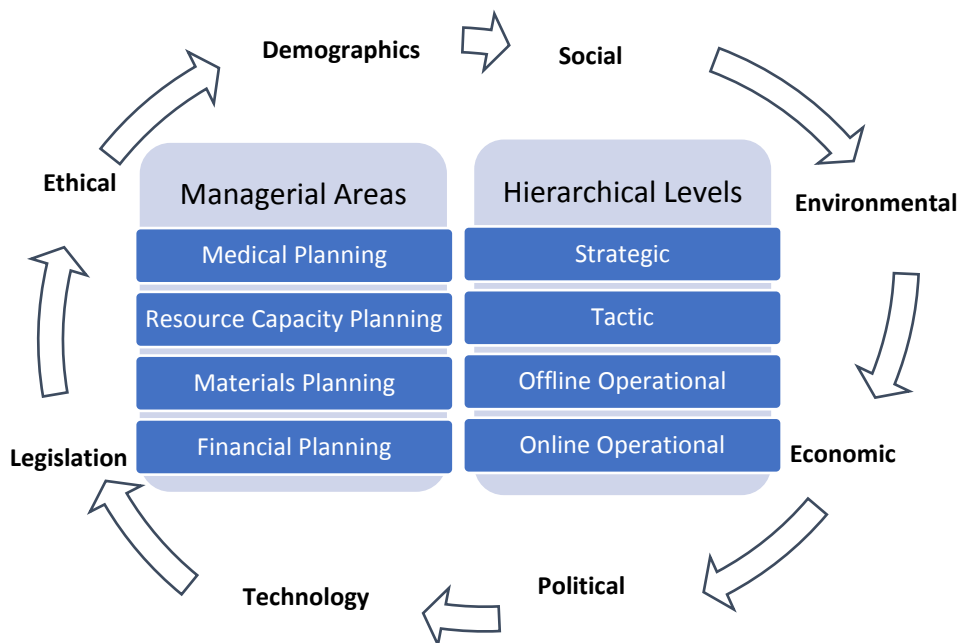 Demographics
Social
Ethical
Environmental
Managerial Areas
Medical Planning
Resource Capacity Planning
Materials Planning
Financial Planning
Hierarchical Levels
Strategic
Tactic
Offline Operational
Online Operational
Legislation
Economic
Technology
Political